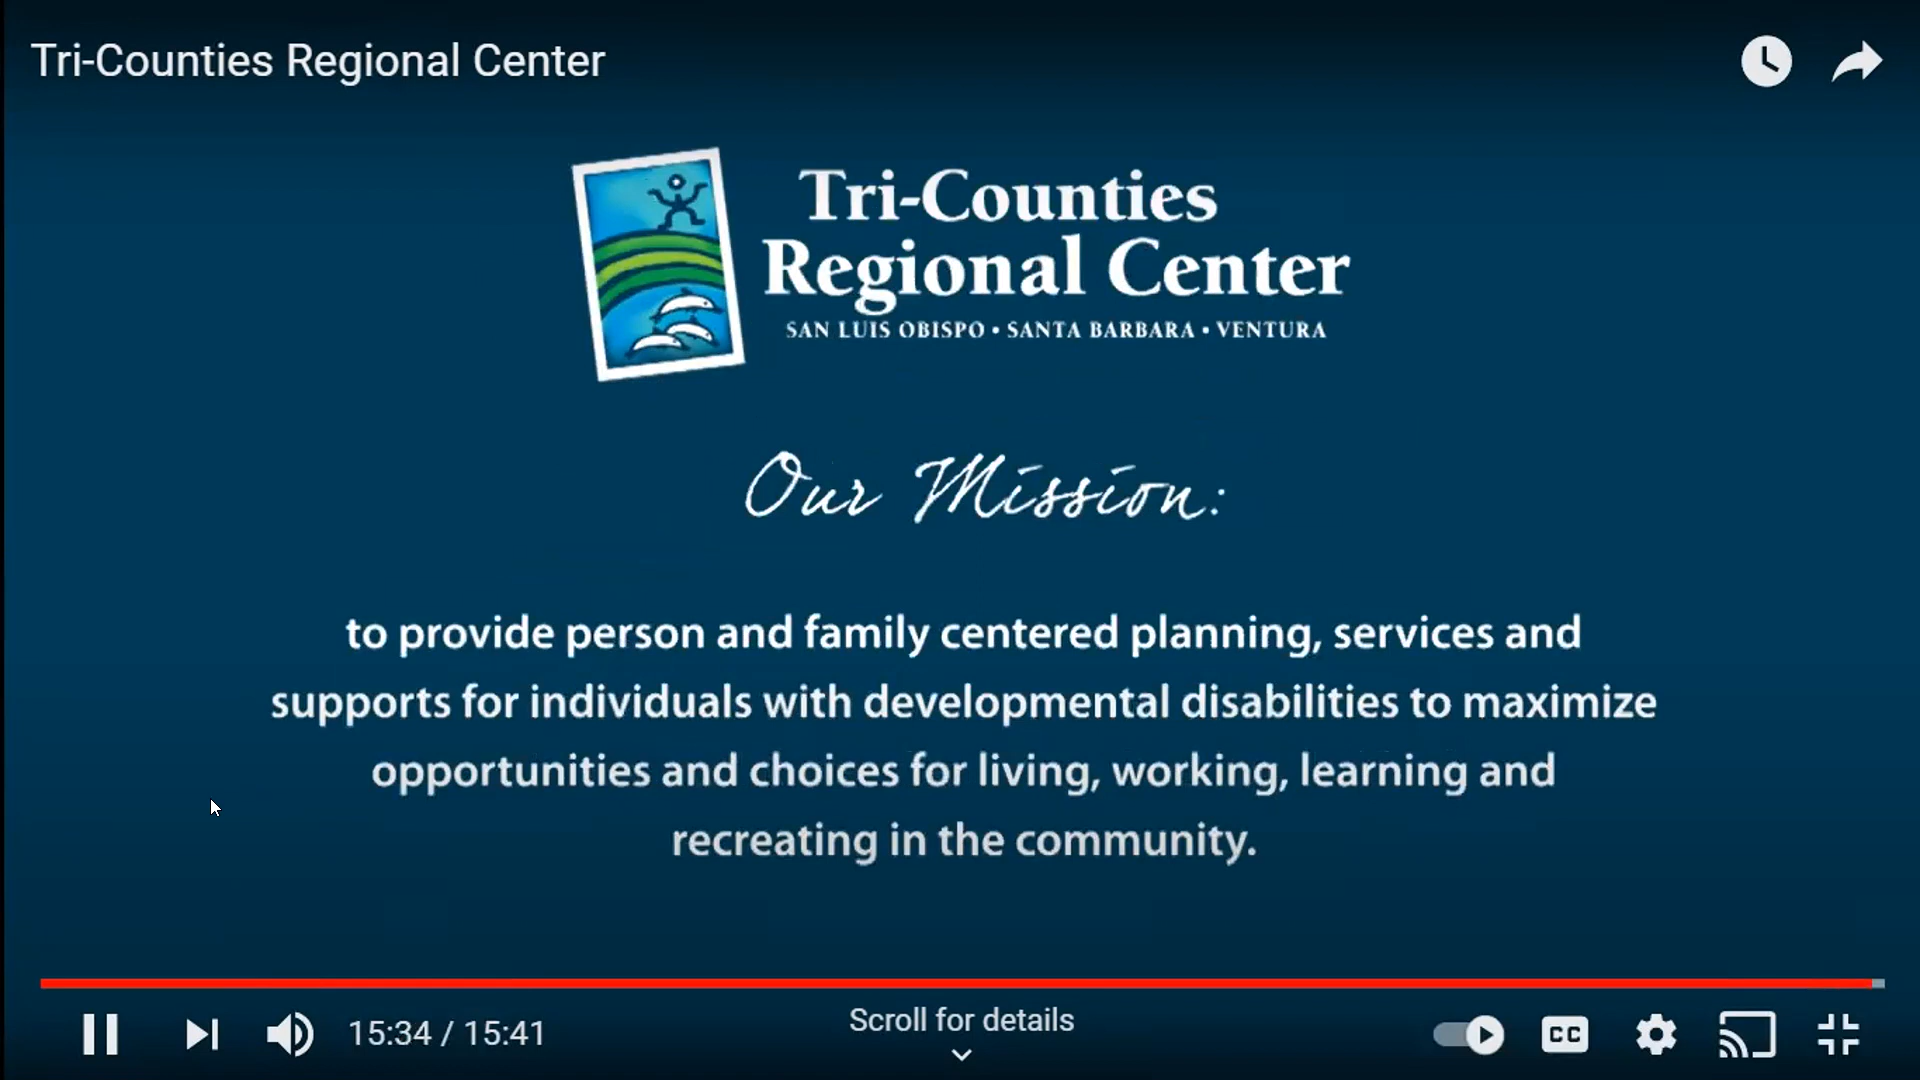 Tri-Counties Regional Center
Tri-Counties
Regional Center
SAN LUIS OBISPO • SANTA BARBARA • VENTURA
Our Mission:
to provide person and family centered planning, services and
supports for individuals with developmental disabilities to maximize
opportunities and choices for living, working, learning and
recreating in the community.
15:34 / 15:41
Scroll for details
CC